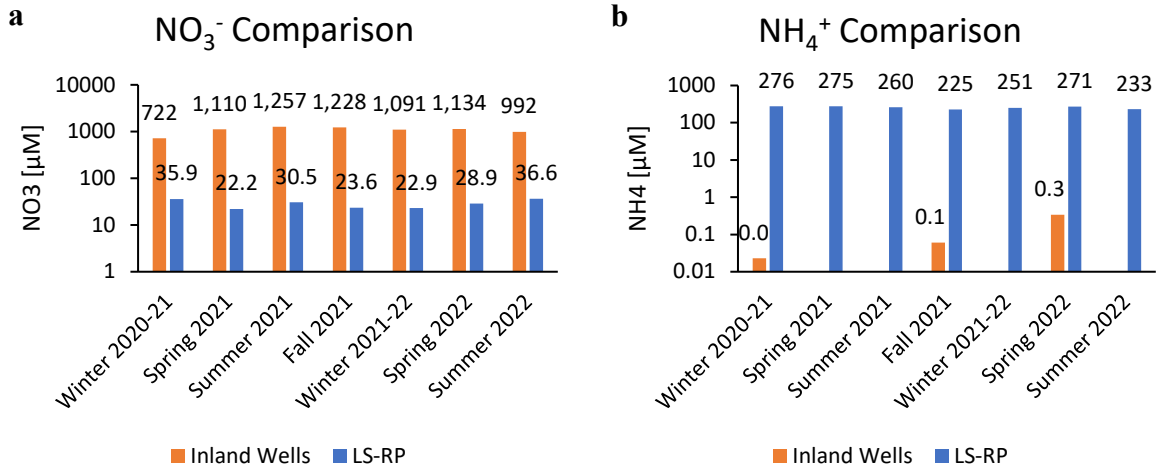 a
NO₃⁻ Comparison
NO3 [µM]
10000
1000
100
10
1
722
1,110
1,257
1,228
1,091
1,134
992
35.9
22.2
30.5
23.6
22.9
28.9
36.6
Winter 2020-21
Spring 2021
Summer 2021
Fall 2021
Winter 2021-22
Spring 2022
Summer 2022
Inland Wells
LS-RP
b
NH₄⁺ Comparison
NH4 [µM]
1000
100
10
1
0.1
0.01
276
275
260
225
251
271
233
0.0
0.1
0.3
Winter 2020-21
Spring 2021
Summer 2021
Fall 2021
Winter 2021-22
Spring 2022
Summer 2022
Inland Wells
LS-RP